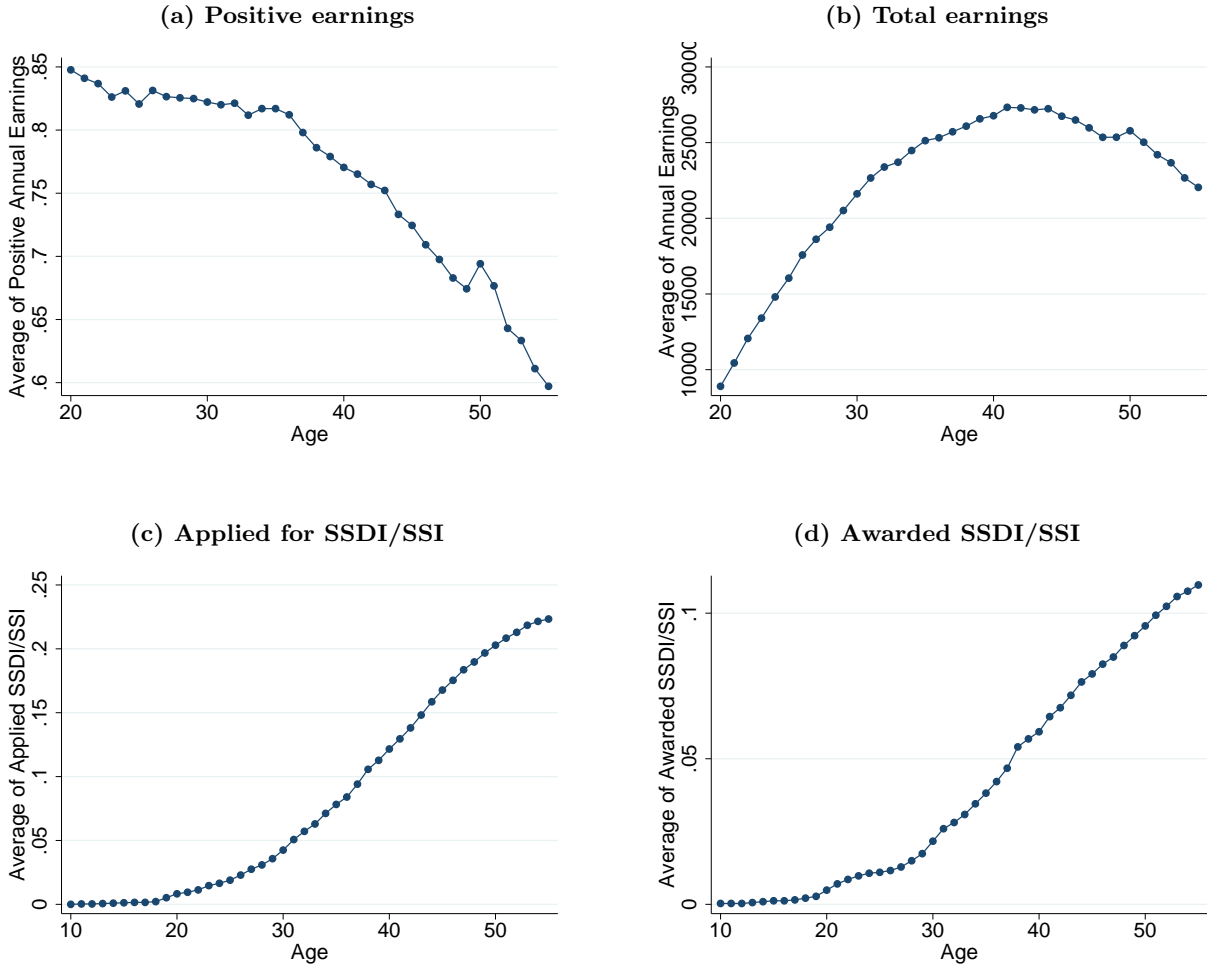 (a) Positive earnings
Average of Positive Annual Earnings
.85
.8
.75
.7
.65
.6
20 30 40 50
Age
(b) Total earnings
Average of Annual Earnings
30000
25000
20000
15000
10000
20 30 40 50
Age
(c) Applied for SSDI/SSI
Average of Applied SSDI/SSI
.25
.2
.15
.1
.05
0
10 20 30 40 50
Age
(d) Awarded SSDI/SSI
Average of Awarded SSDI/SSI
.1
.05
0
10 20 30 40 50
Age